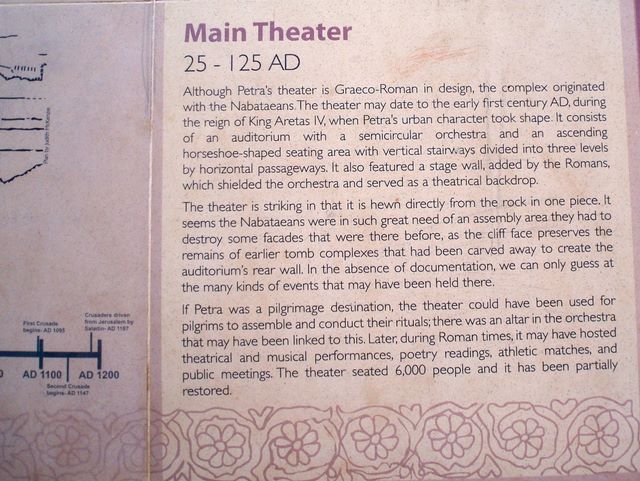 Main Theater
25 - 125 AD
Although Petra's theater is Graeco-Roman in design, the complex originated
with the Nabataeans. The theater may date to the early first century AD, during
the reign of King Aretas IV, when Petra's urban character took shape. It consists
of an auditorium with a semicircular orchestra and an ascending
horseshoe-shaped seating area with vertical stairways divided into three levels
by horizontal passageways. It also featured a stage wall, added by the Romans,
which shielded the orchestra and served as a theatrical backdrop.
The theater is striking in that it is hewn directly from the rock in one piece. It
seems the Nabataeans were in such great need of an assembly area they had to
destroy some facades that were there before, as the cliff face preserves the
remains of earlier tomb complexes that had been carved away to create the
auditorium's rear wall. In the absence of documentation, we can only guess at
the many kinds of events that may have been held there.
If Petra was a pilgrimage destination, the theater could have been used for
pilgrims to assemble and conduct their rituals; there was an altar in the orchestra
that may have been linked to this. Later, during Roman times, it may have hosted
theatrical and musical performances, poetry readings, athletic matches, and
public meetings. The theater seated 6,000 people and it has been partially
restored.
Plan by Judith McKenzie
Crusaders driven
from Jerusalem by
Saladin- AD 1187
First Crusade
begins- AD 1095
0 AD 1100 AD 1200
Second Crusade
begins- AD 1147